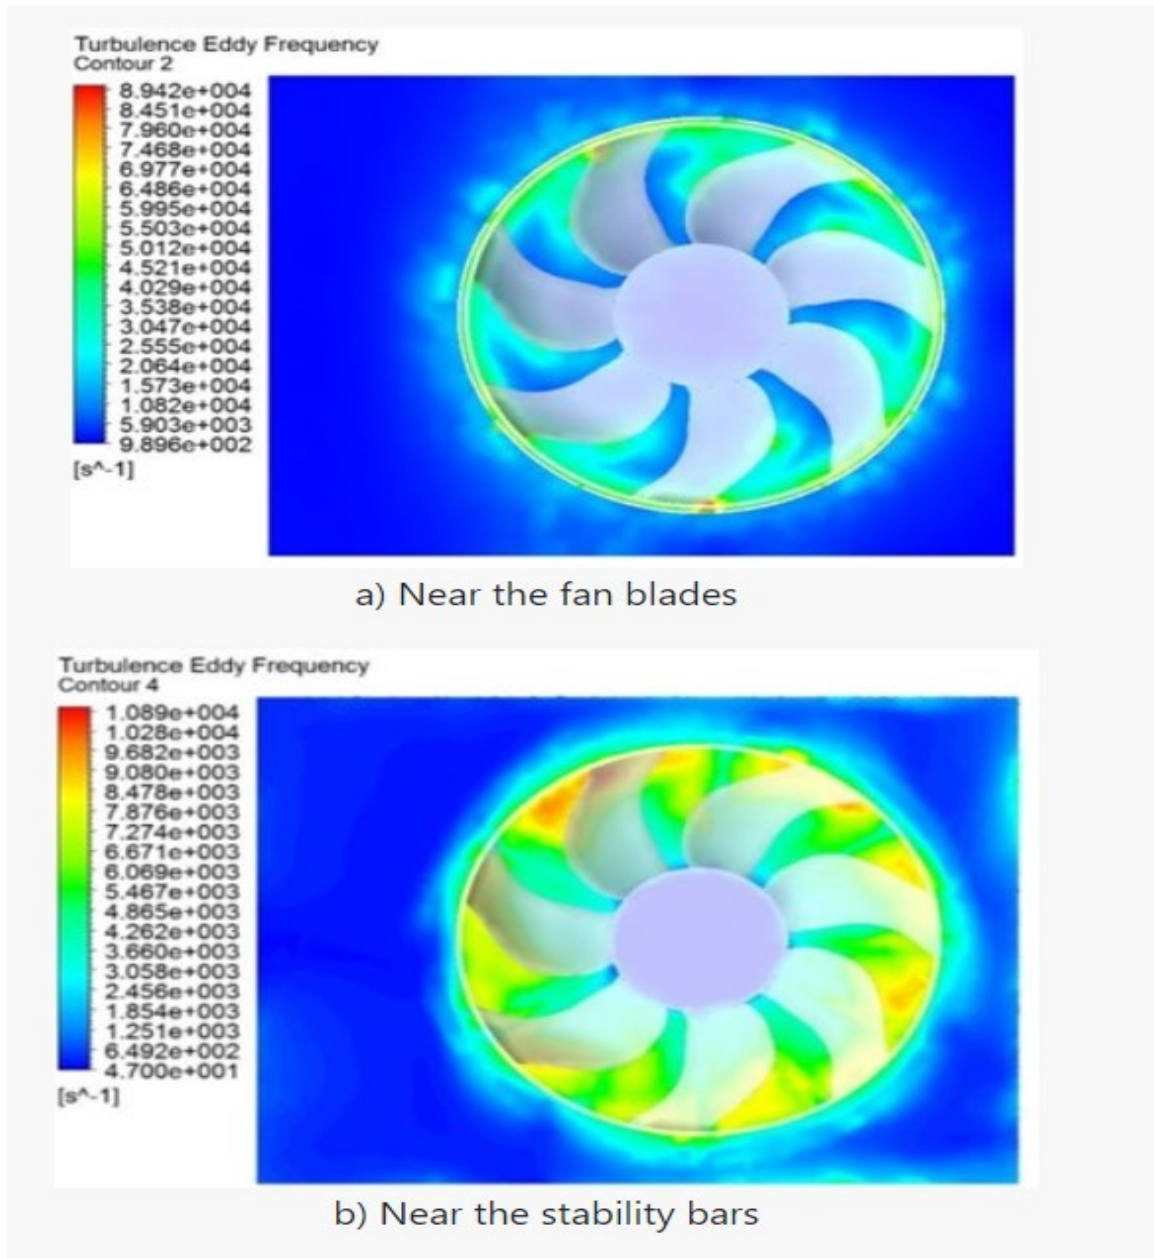 Turbulence Eddy Frequency
Contour 2
8.942e+004
8.451e+004
7.960e+004
7.468e+004
6.977e+004
6.486e+004
5.995e+004
5.503e+004
5.012e+004
4.521e+004
4.029e+004
3.538e+004
3.047e+004
2.555e+004
2.064e+004
1.573e+004
1.082e+004
5.903e+003
9.896e+002
[s^-1]
a) Near the fan blades
Turbulence Eddy Frequency
Contour 4
1.089e+004
1.028e+004
9.682e+003
9.080e+003
8.478e+003
7.876e+003
7.274e+003
6.671e+003
6.069e+003
5.467e+003
4.865e+003
4.262e+003
3.660e+003
3.058e+003
2.456e+003
1.854e+003
1.251e+003
6.492e+002
4.700e+001
[s^-1]
b) Near the stability bars